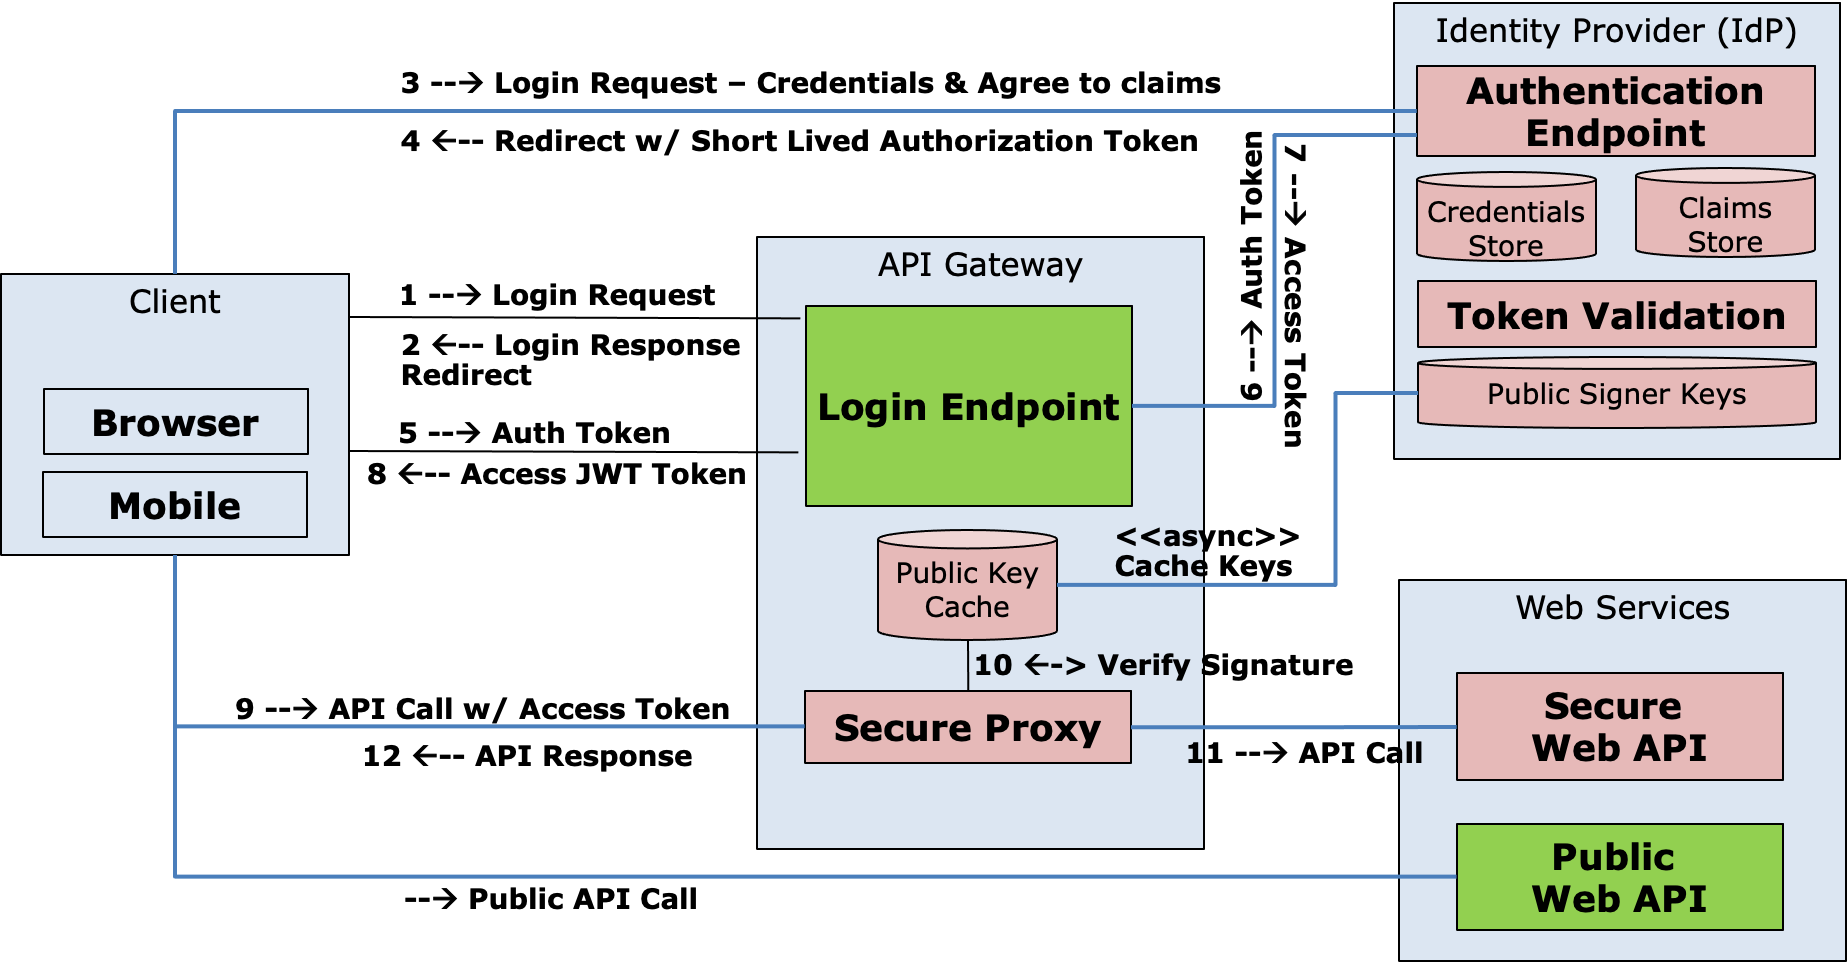 Identity Provider (IdP)
3 ---→ Login Request – Credentials & Agree to claims
Authentication
Endpoint
4 ←-- Redirect w/ Short Lived Authorization Token
6 ---→ Auth Token
7 ---→ Access Token
Credentials
Store
Claims
Store
API Gateway
Client
1 --→ Login Request
Token Validation
2 ←-- Login Response
Redirect
Public Signer Keys
Browser
Login Endpoint
5 --→ Auth Token
8 ←-- Access JWT Token
Mobile
<<async>>
Cache Keys
Public Key
Cache
Web Services
10 ←-> Verify Signature
9 --→ API Call w/ Access Token
Secure Proxy
Secure
Web API
12 ←-- API Response
11 --→ API Call
Public
Web API
--→ Public API Call